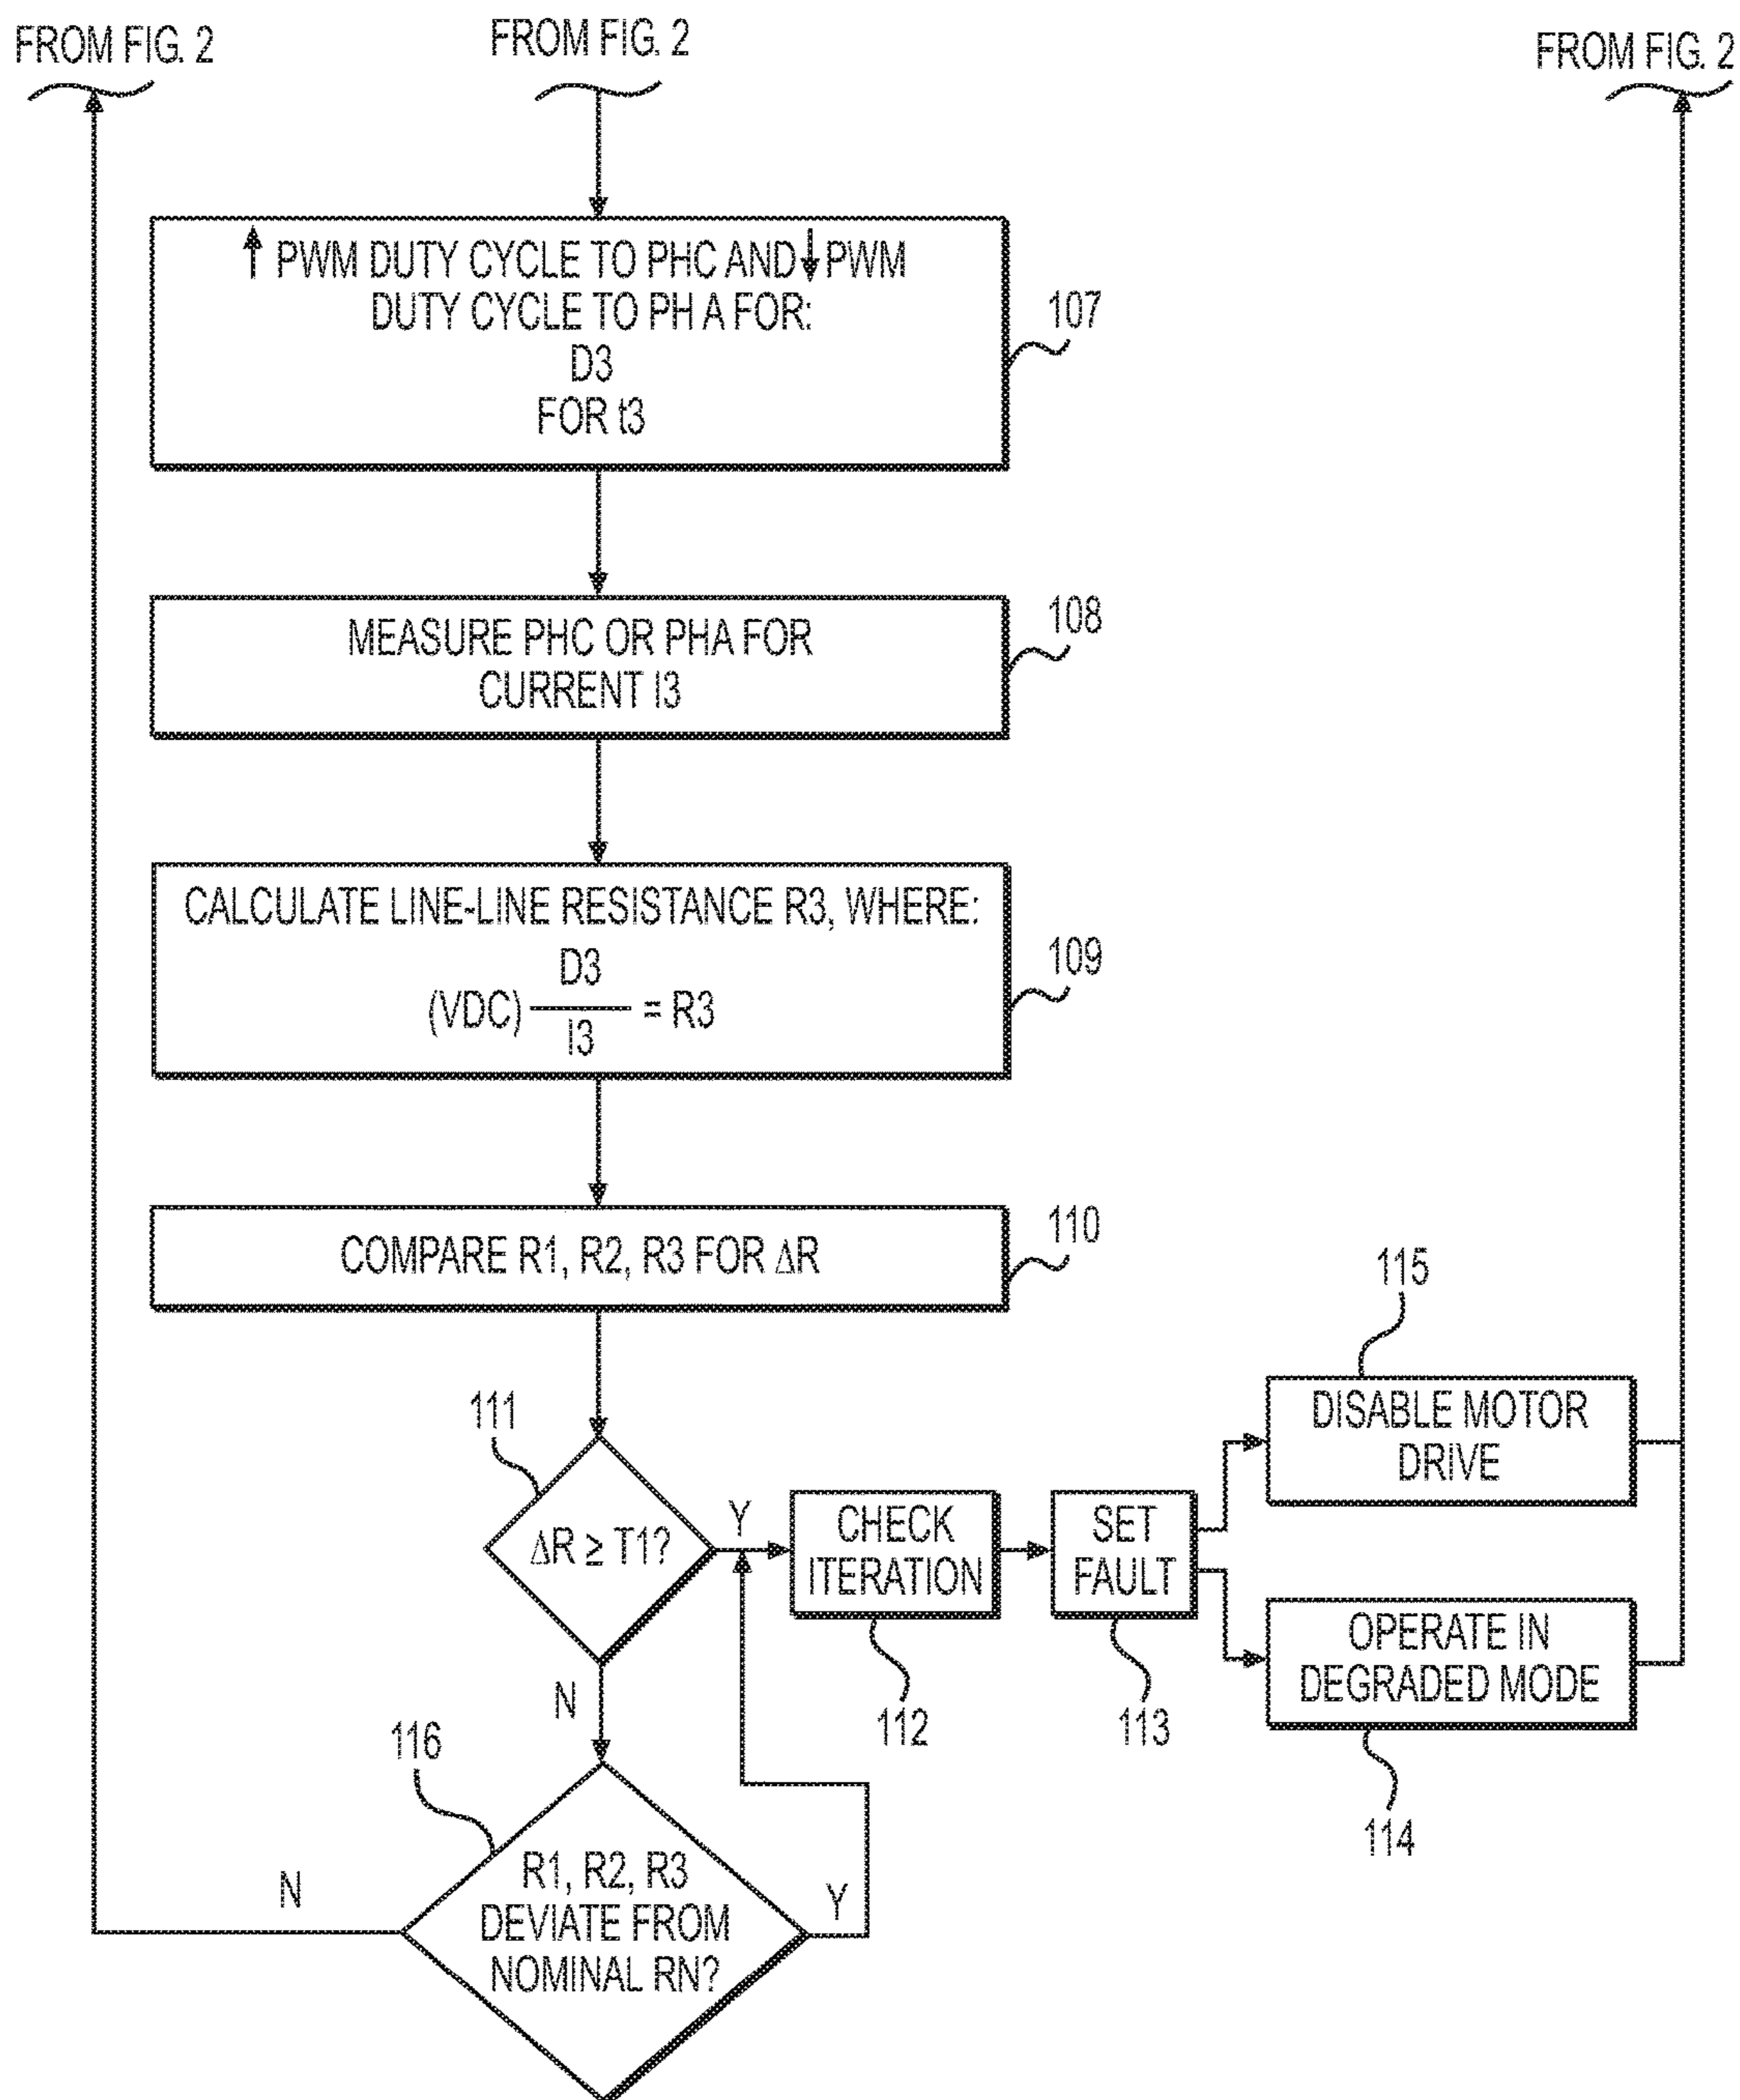 FROM FIG. 2
FROM FIG. 2
FROM FIG. 2
↑ PWM DUTY CYCLE TO PHC AND ↓ PWM
DUTY CYCLE TO PH A FOR:
D3
FOR t3
107
MEASURE PHC OR PHA FOR
CURRENT I3
108
CALCULATE LINE-LINE RESISTANCE R3, WHERE:
D3
(VDC) ——— = R3
I3
109
COMPARE R1, R2, R3 FOR ΔR
110
115
DISABLE MOTOR
DRIVE
111
ΔR ≥ T1?
Y
CHECK
ITERATION
112
SET
FAULT
113
OPERATE IN
DEGRADED MODE
114
N
116
R1, R2, R3
DEVIATE FROM
NOMINAL RN?
N
Y